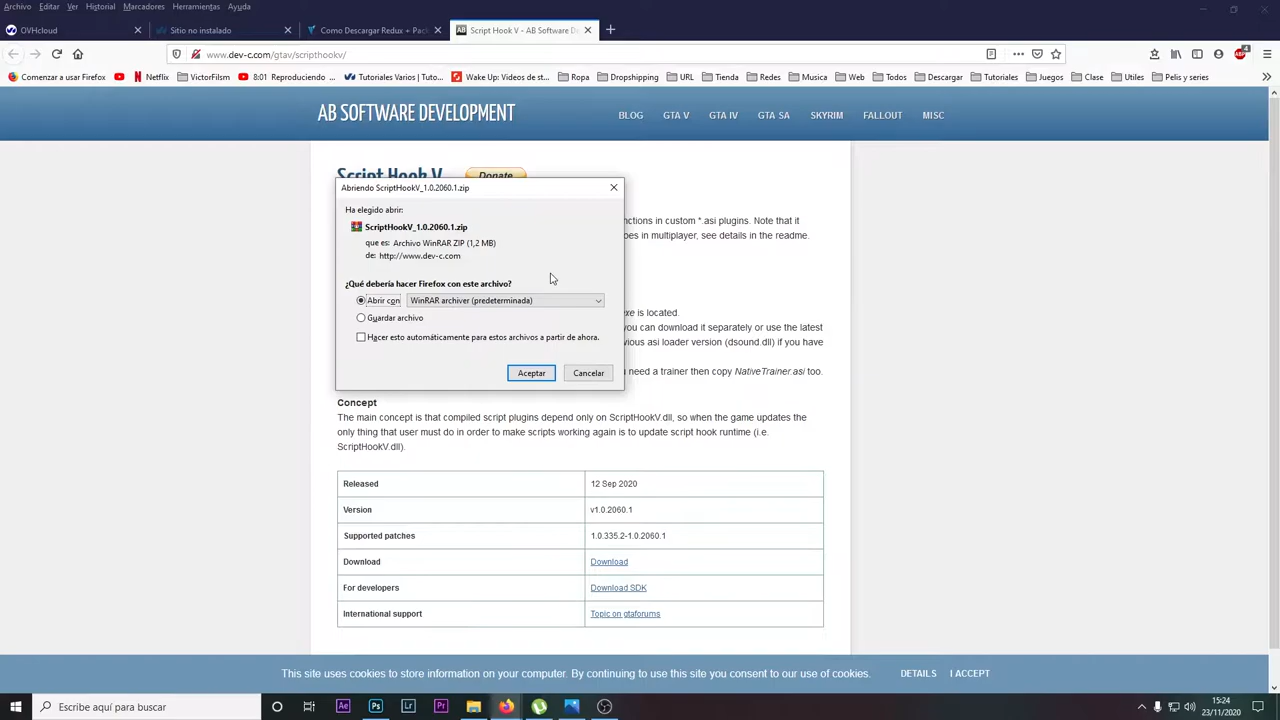 Archivo Editar Ver Historial Marcadores Herramientas Ayuda
OVHcloud
Sitio no instalado
Como Descargar Redux + Pack
AB Script Hook V - AB Software De
www.dev-c.com/gtav/scripthookv/
4
ABP
Comenzar a usar Firefox
Netflix
VictorFilsm
8:01 Reproduciendo ...
Tutoriales Varios | Tuto...
Wake Up: Videos de st...
Ropa
Dropshipping
URL
Tienda
Redes
Musica
Web
Todos
Descargar
Tutoriales
Juegos
Clase
Utiles
Pelis y series
AB SOFTWARE DEVELOPMENT
BLOG GTA V GTA IV GTA SA SKYRIM FALLOUT MISC
Script Hook V
Donate
Abriendo ScriptHookV_1.0.2060.1.zip
Ha elegido abrir:
ScriptHookV_1.0.2060.1.zip
que es: Archivo WinRAR ZIP (1,2 MB)
de: http://www.dev-c.com
¿Qué debería hacer Firefox con este archivo?
Abrir con WinRAR archiver (predeterminada)
Guardar archivo
Hacer esto automáticamente para estos archivos a partir de ahora.
Aceptar Cancelar
nctions in custom *.asi plugins. Note that it
es in multiplayer, see details in the readme.
exe is located.
you can download it separately or use the latest
vious asi loader version (dsound.dll) if you have
need a trainer then copy NativeTrainer.asi too.
Concept
The main concept is that compiled script plugins depend only on ScriptHookV.dll, so when the game updates the
only thing that user must do in order to make scripts working again is to update script hook runtime (i.e.
ScriptHookV.dll).
Released 12 Sep 2020
Version v1.0.2060.1
Supported patches 1.0.335.2-1.0.2060.1
Download Download
For developers Download SDK
International support Topic on gtaforums
This site uses cookies to store information on your computer. By continuing to use this site you consent to our use of cookies. DETAILS I ACCEPT
Escribe aquí para buscar
Ae
Ps
Lr
Pr
15:24
23/11/2020